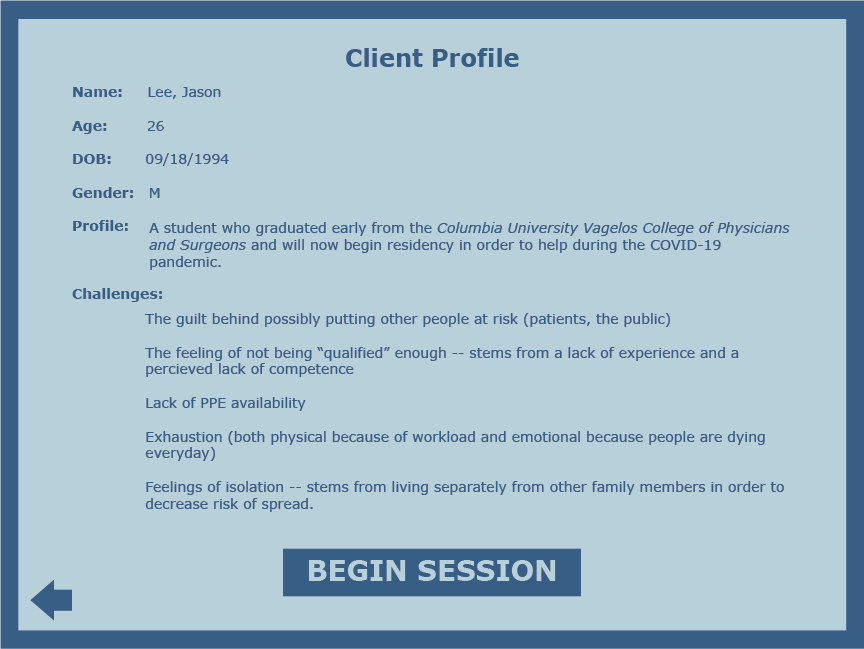 Client Profile
Name: Lee, Jason
Age: 26
DOB: 09/18/1994
Gender: M
Profile: A student who graduated early from the Columbia University Vagelos College of Physicians
and Surgeons and will now begin residency in order to help during the COVID-19
pandemic.
Challenges:
The guilt behind possibly putting other people at risk (patients, the public)
The feeling of not being “qualified” enough -- stems from a lack of experience and a
percieved lack of competence
Lack of PPE availability
Exhaustion (both physical because of workload and emotional because people are dying
everyday)
Feelings of isolation -- stems from living separately from other family members in order to
decrease risk of spread.
BEGIN SESSION